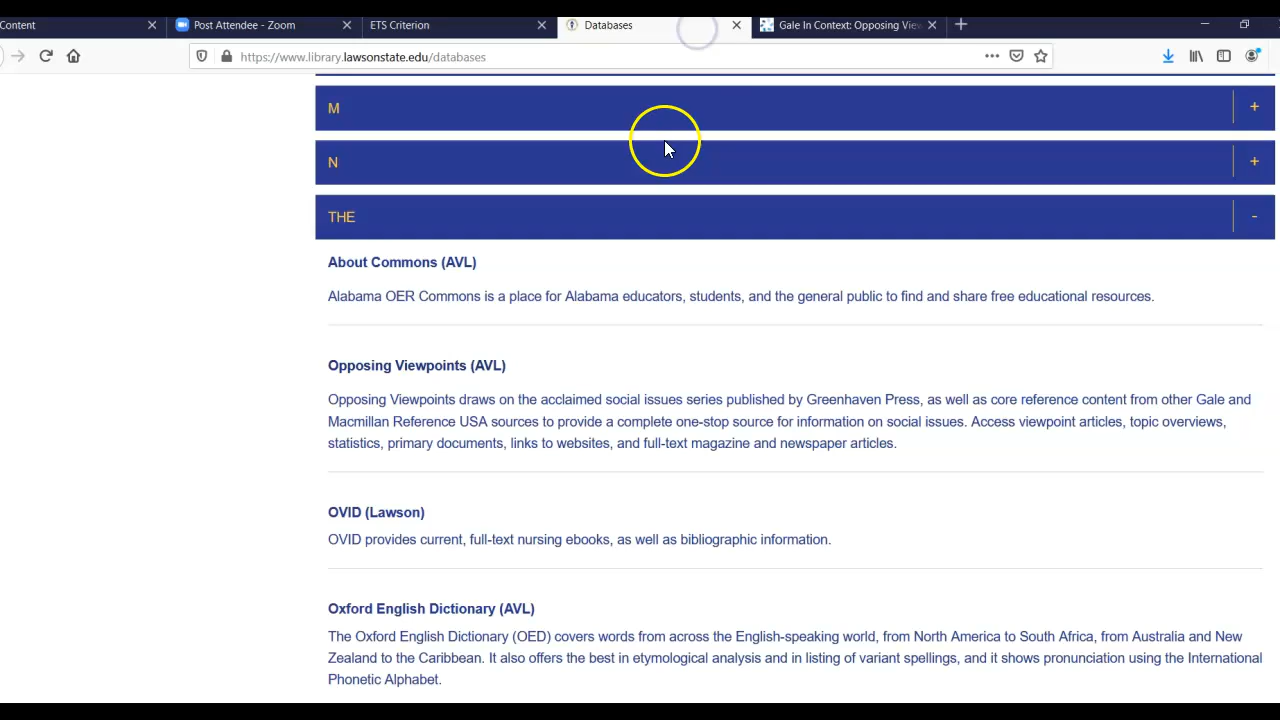 Content
Post Attendee - Zoom
ETS Criterion
Databases
Gale In Context: Opposing View
https://www.library.lawsonstate.edu/databases
M +
N +
THE -
About Commons (AVL)
Alabama OER Commons is a place for Alabama educators, students, and the general public to find and share free educational resources.
Opposing Viewpoints (AVL)
Opposing Viewpoints draws on the acclaimed social issues series published by Greenhaven Press, as well as core reference content from other Gale and
Macmillan Reference USA sources to provide a complete one-stop source for information on social issues. Access viewpoint articles, topic overviews,
statistics, primary documents, links to websites, and full-text magazine and newspaper articles.
OVID (Lawson)
OVID provides current, full-text nursing ebooks, as well as bibliographic information.
Oxford English Dictionary (AVL)
The Oxford English Dictionary (OED) covers words from across the English-speaking world, from North America to South Africa, from Australia and New
Zealand to the Caribbean. It also offers the best in etymological analysis and in listing of variant spellings, and it shows pronunciation using the International
Phonetic Alphabet.